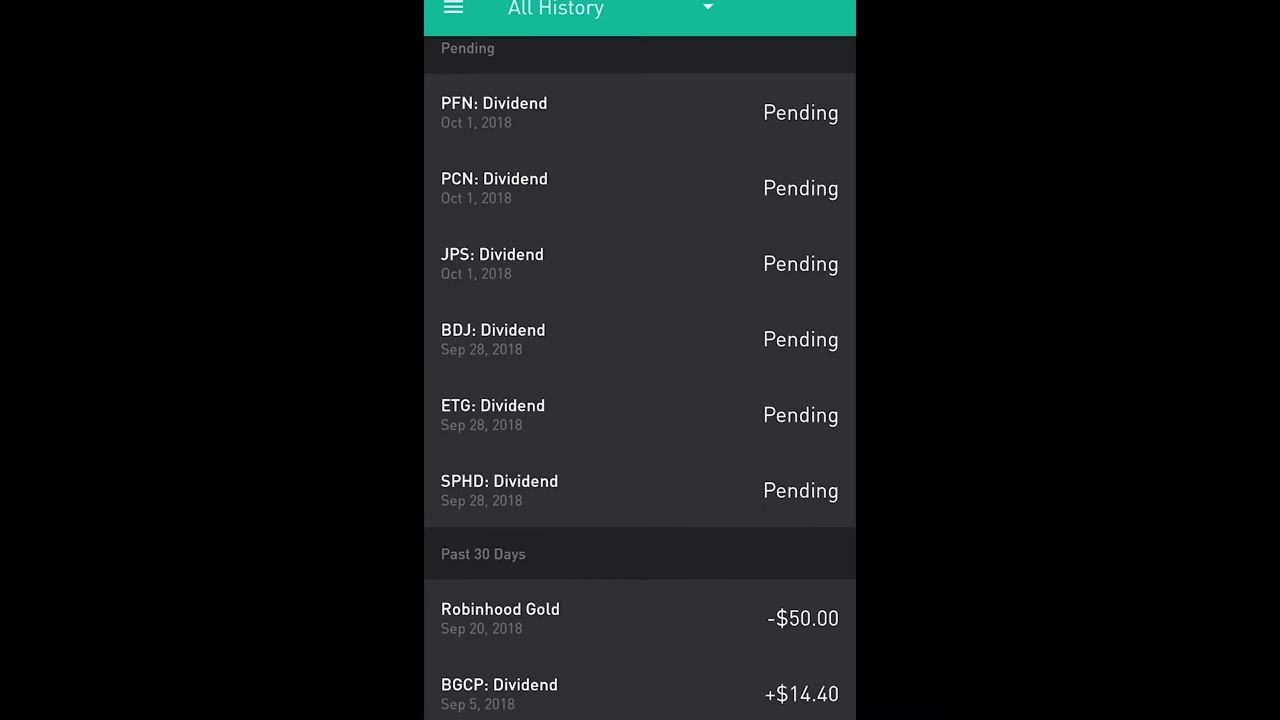 All History
Pending
PFN: Dividend
Pending
Oct 1, 2018
PCN: Dividend
Pending
Oct 1, 2018
JPS: Dividend
Pending
Oct 1, 2018
BDJ: Dividend
Pending
Sep 28, 2018
ETG: Dividend
Pending
Sep 28, 2018
SPHD: Dividend
Pending
Sep 28, 2018
Past 30 Days
Robinhood Gold
-$50.00
Sep 20, 2018
BGCP: Dividend
+$14.40
Sep 5, 2018